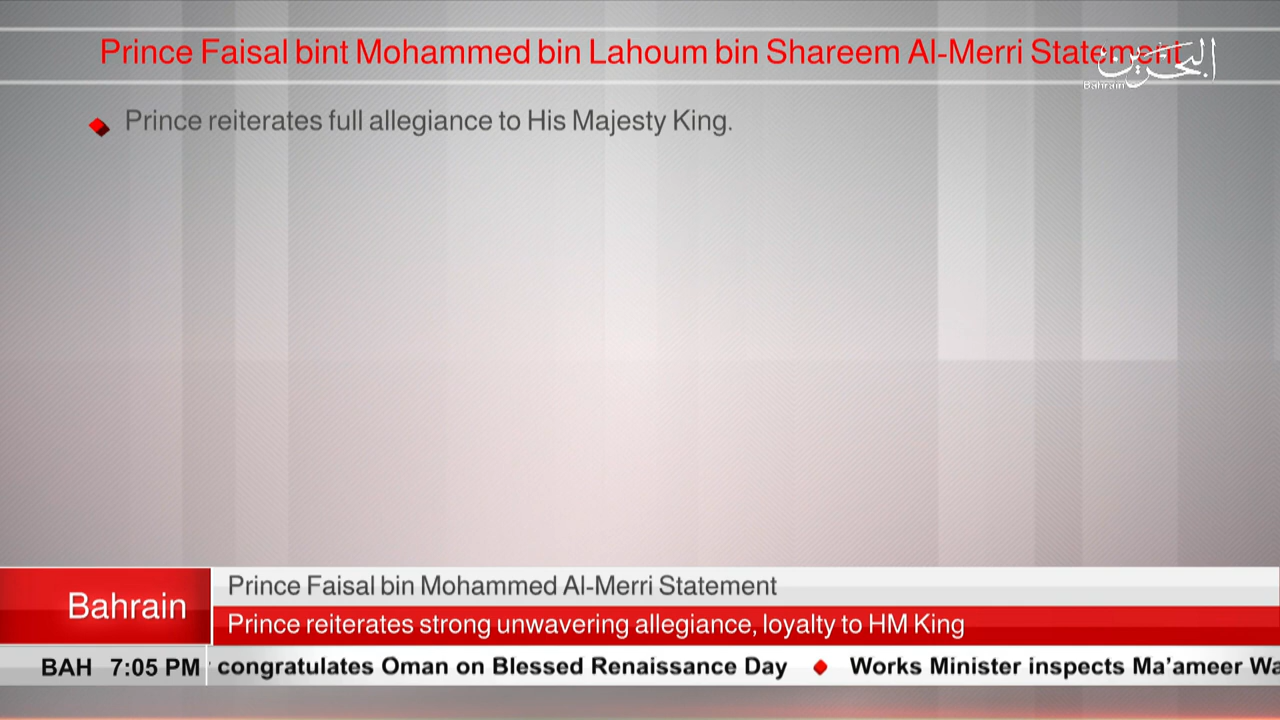 Prince Faisal bint Mohammed bin Lahoum bin Shareem Al-Merri Statement
البحرين
Bahrain
Prince reiterates full allegiance to His Majesty King.
Prince Faisal bin Mohammed Al-Merri Statement
Bahrain
Prince reiterates strong unwavering allegiance, loyalty to HM King
BAH 7:05 PM congratulates Oman on Blessed Renaissance Day Works Minister inspects Ma'ameer Wa